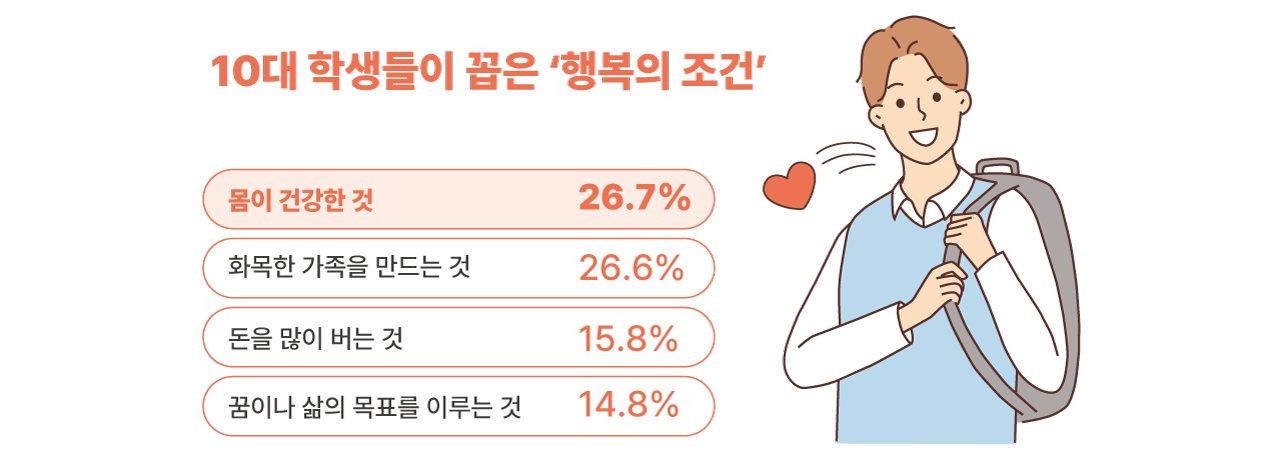 10대 학생들이 꼽은 ‘행복의 조건’
몸이 건강한 것 26.7%
화목한 가족을 만드는 것 26.6%
돈을 많이 버는 것 15.8%
꿈이나 삶의 목표를 이루는 것 14.8%